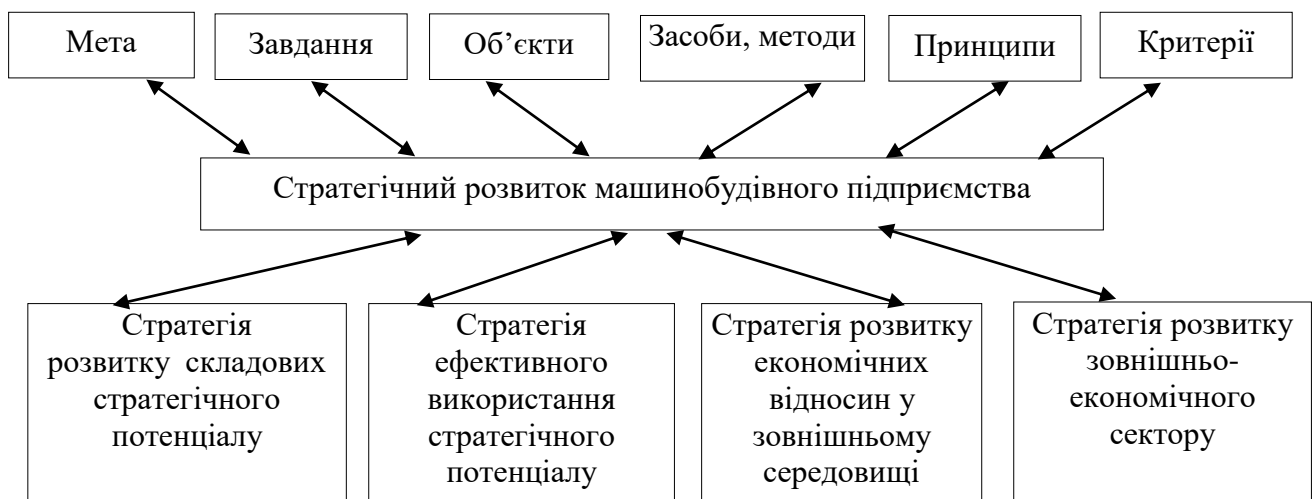 Мета
Завдання
Об’єкти
Засоби, методи
Принципи
Критерії
Стратегічний розвиток машинобудівного підприємства
Стратегія
розвитку складових
стратегічного
потенціалу
Стратегія
ефективного
використання
стратегічного
потенціалу
Стратегія розвитку
економічних
відносин у
зовнішньому
середовищі
Стратегія розвитку
зовнішньо-
економічного
сектору